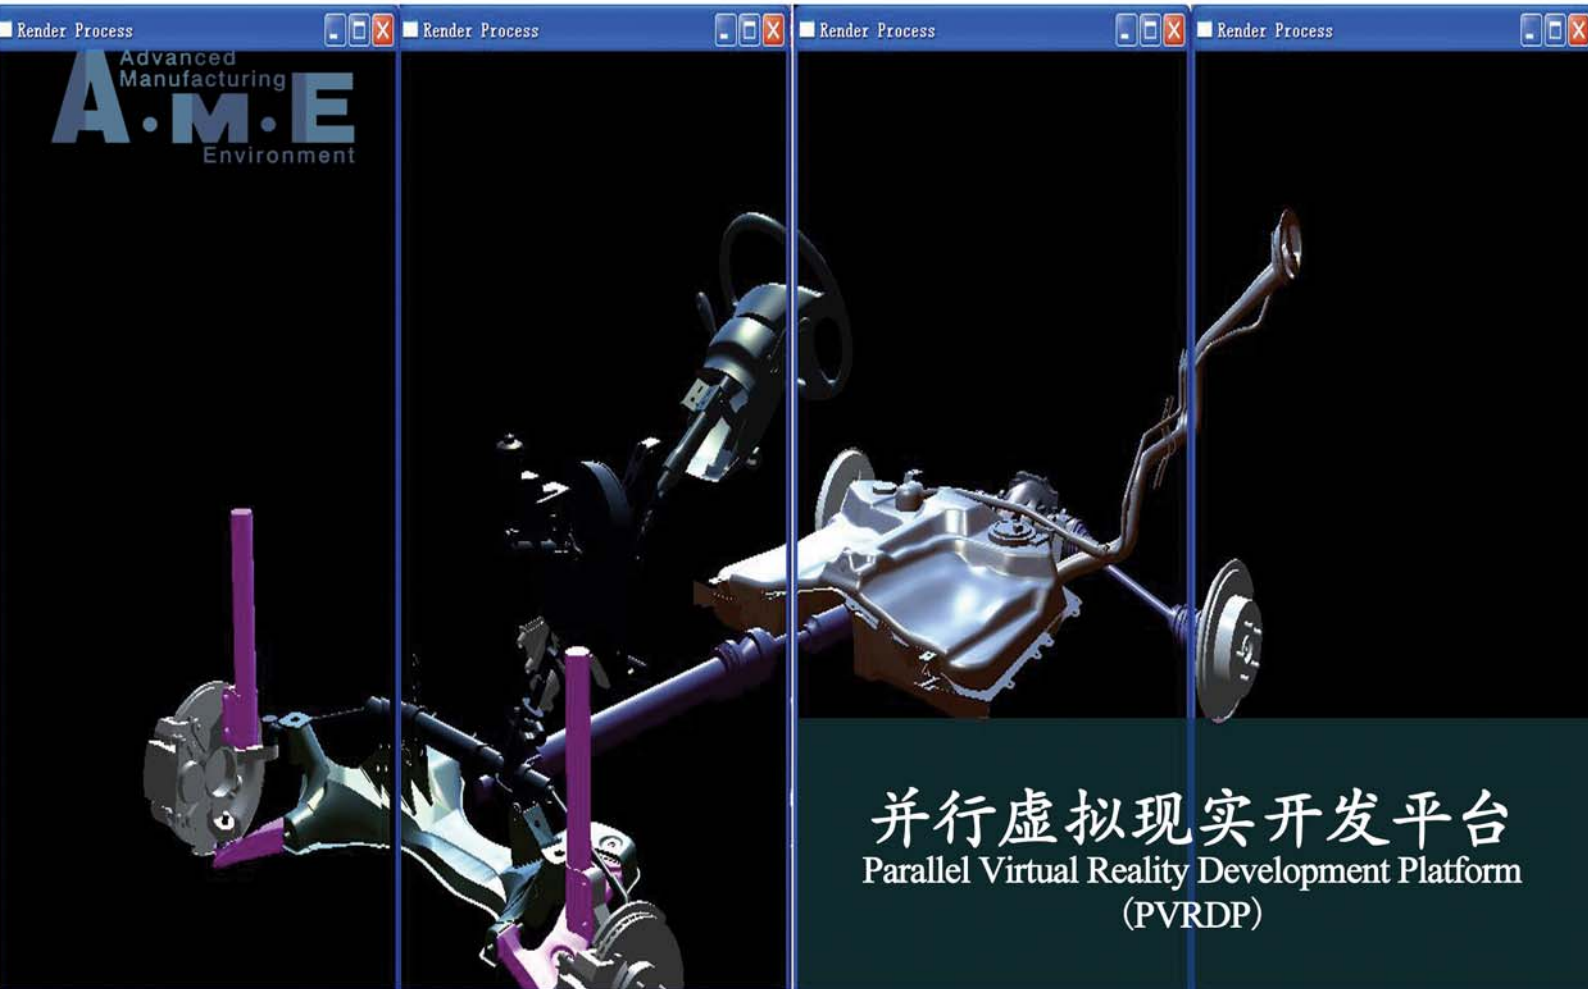 Render Process
Render Process
Render Process
Render Process
Advanced
Manufacturing
A·M·E
Environment
并行虚拟现实开发平台
Parallel Virtual Reality Development Platform
(PVRDP)